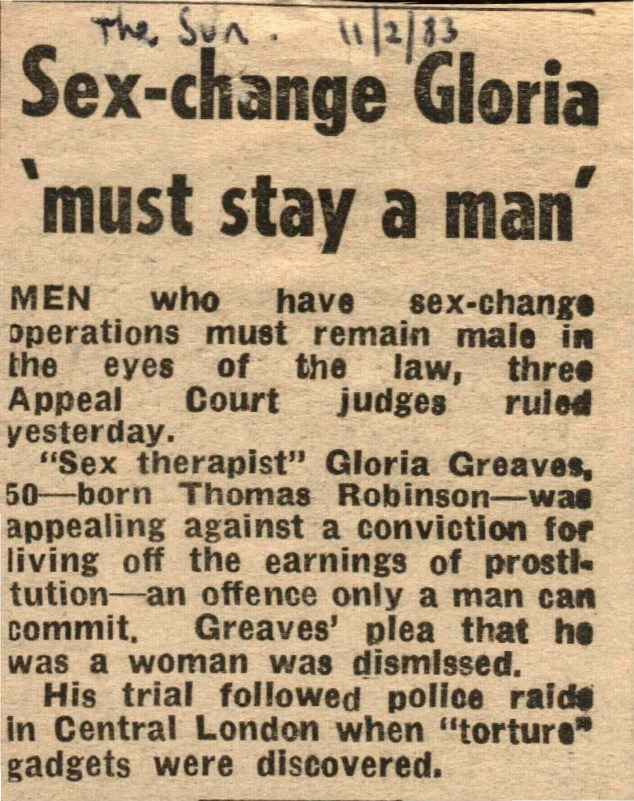 The Sun. 11/2/83
Sex-change Gloria
'must stay a man'
MEN who have sex-change
operations must remain male in
the eyes of the law, three
Appeal Court judges ruled
yesterday.
"Sex therapist" Gloria Greaves,
50—born Thomas Robinson—was
appealing against a conviction for
living off the earnings of prosti-
tution—an offence only a man can
commit. Greaves' plea that he
was a woman was dismissed.
His trial followed police raids
in Central London when "torture"
gadgets were discovered.